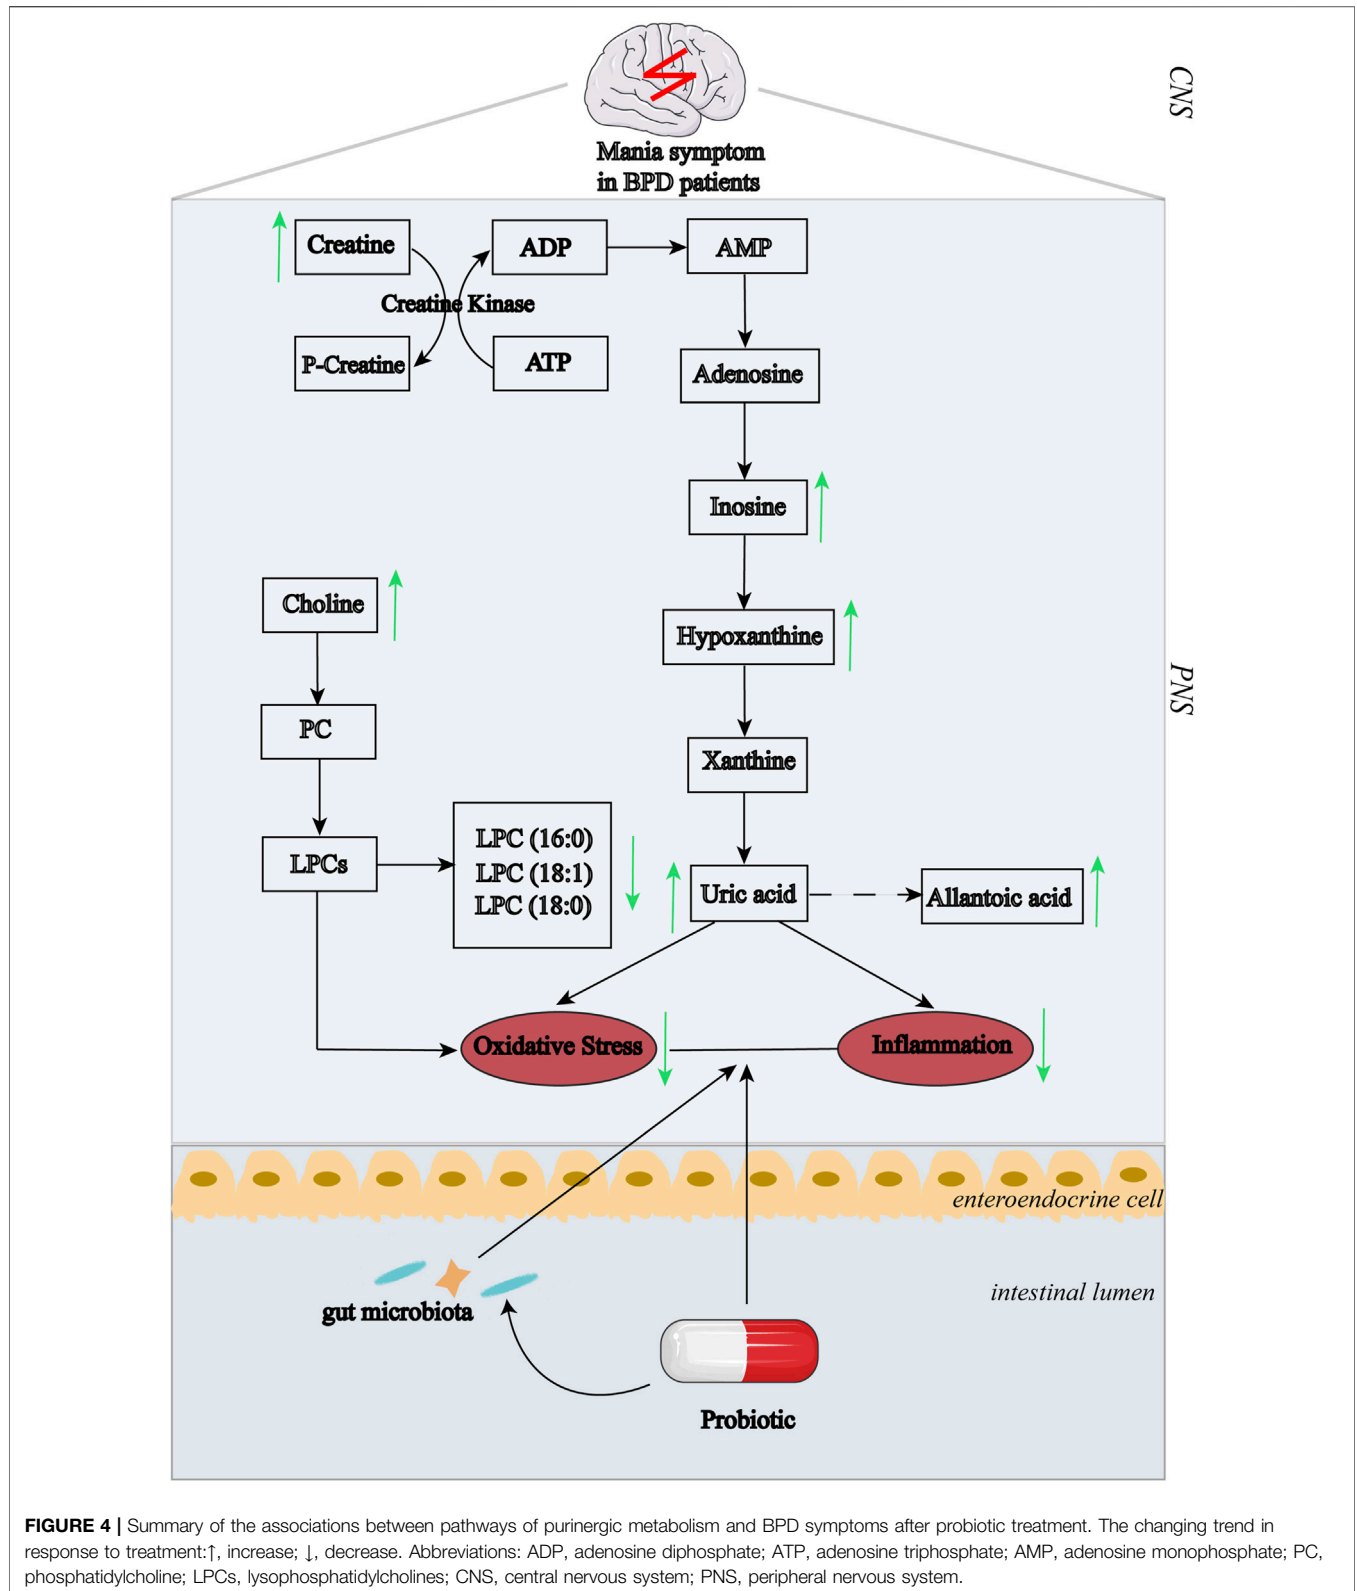 CNS
Mania symptom
in BPD patients
Creatine
ADP
AMP
Creatine Kinase
P-Creatine
ATP
Adenosine
Inosine
Choline
Hypoxanthine
PNS
PC
Xanthine
LPCs
LPC (16:0)
LPC (18:1)
LPC (18:0)
Uric acid
Allantoic acid
Oxidative Stress
Inflammation
enteroendocrine cell
intestinal lumen
gut microbiota
Probiotic
FIGURE 4 | Summary of the associations between pathways of purinergic metabolism and BPD symptoms after probiotic treatment. The changing trend in
response to treatment:↑, increase; ↓, decrease. Abbreviations: ADP, adenosine diphosphate; ATP, adenosine triphosphate; AMP, adenosine monophosphate; PC,
phosphatidylcholine; LPCs, lysophosphatidylcholines; CNS, central nervous system; PNS, peripheral nervous system.